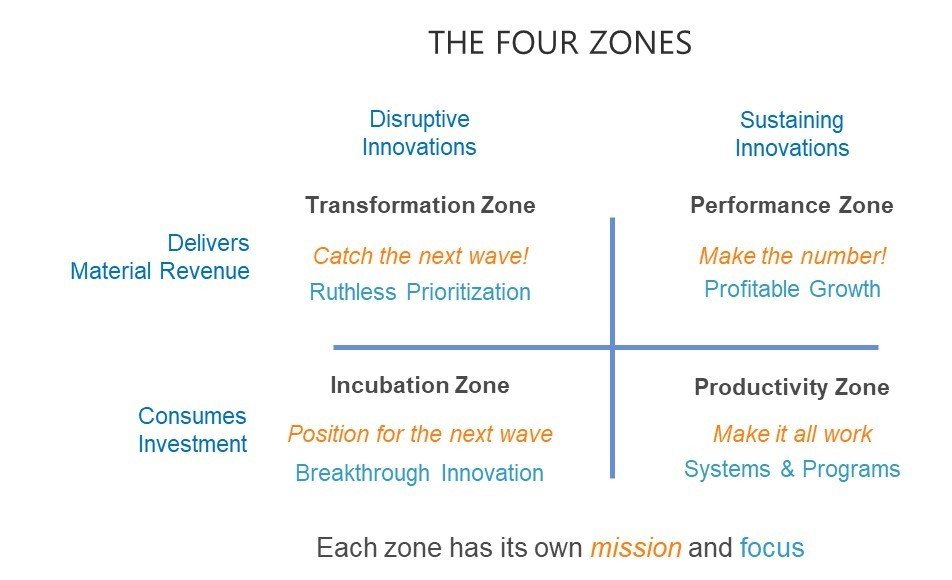 THE FOUR ZONES
Disruptive
Innovations
Sustaining
Innovations
Delivers
Material Revenue
Transformation Zone
Catch the next wave!
Ruthless Prioritization
Performance Zone
Make the number!
Profitable Growth
Consumes
Investment
Incubation Zone
Position for the next wave
Breakthrough Innovation
Productivity Zone
Make it all work
Systems & Programs
Each zone has its own mission and focus